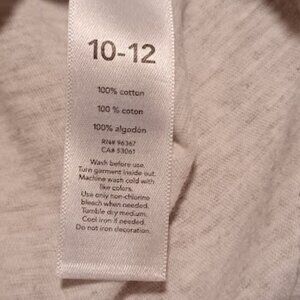 10-12
100% cotton
100 % coton
100% algodón
RN# 96367
CA# 53061
Wash before use.
Turn garment inside out.
Machine wash cold with
like colors.
Use only non-chlorine
bleach when needed.
Tumble dry medium.
Cool iron if needed.
Do not iron decoration.